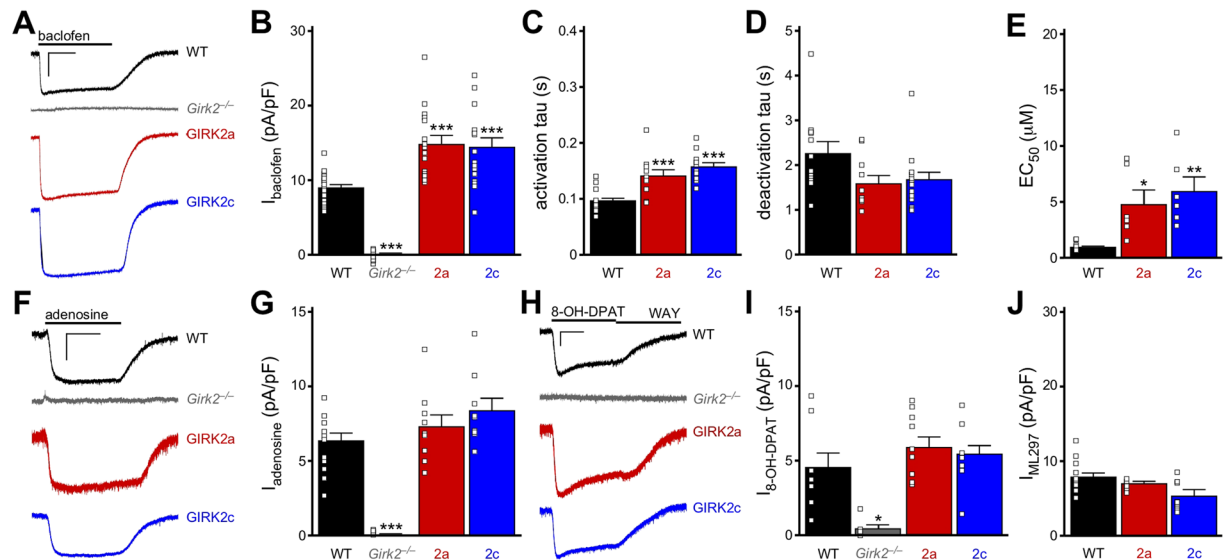 A
baclofen
WT
Girk2–/–
GIRK2a
GIRK2c
B
Ibaclofen (pA/pF)
30
20
10
0
***
***
***
WT
Girk2–/–
2a
2c
C
activation tau (s)
0.4
0.3
0.2
0.1
0
***
***
WT
2a
2c
D
deactivation tau (s)
5
4
3
2
1
0
WT
2a
2c
E
EC50 (µM)
20
15
10
5
0
*
**
WT
2a
2c
F
adenosine
WT
Girk2–/–
GIRK2a
GIRK2c
G
Iadenosine (pA/pF)
15
10
5
0
***
WT
Girk2–/–
2a
2c
H
8-OH-DPAT
WAY
WT
Girk2–/–
GIRK2a
GIRK2c
I
I8-OH-DPAT (pA/pF)
15
10
5
0
*
WT
Girk2–/–
2a
2c
J
IML297 (pA/pF)
30
20
10
0
WT
2a
2c